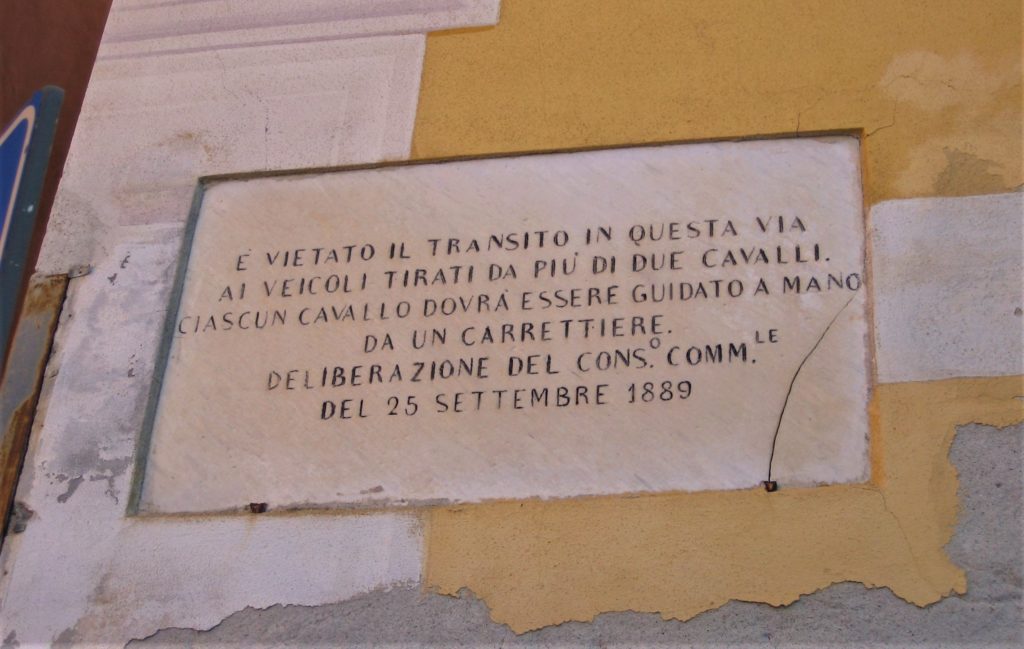 E' VIETATO IL TRANSITO IN QUESTA VIA
AI VEICOLI TIRATI DA PIU' DI DUE CAVALLI.
CIASCUN CAVALLO DOVRA' ESSERE GUIDATO A MANO
DA UN CARRETTIERE.
DELIBERAZIONE DEL CONS.º COMM.LE
DEL 25 SETTEMBRE 1889